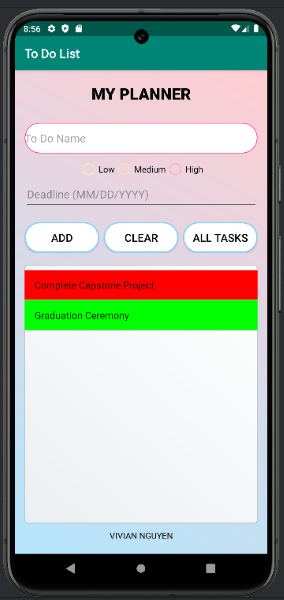 8:56
To Do List
MY PLANNER
To Do Name
Low Medium High
Deadline (MM/DD/YYYY)
ADD CLEAR ALL TASKS
Complete Capstone Project
Graduation Ceremony
VIVIAN NGUYEN